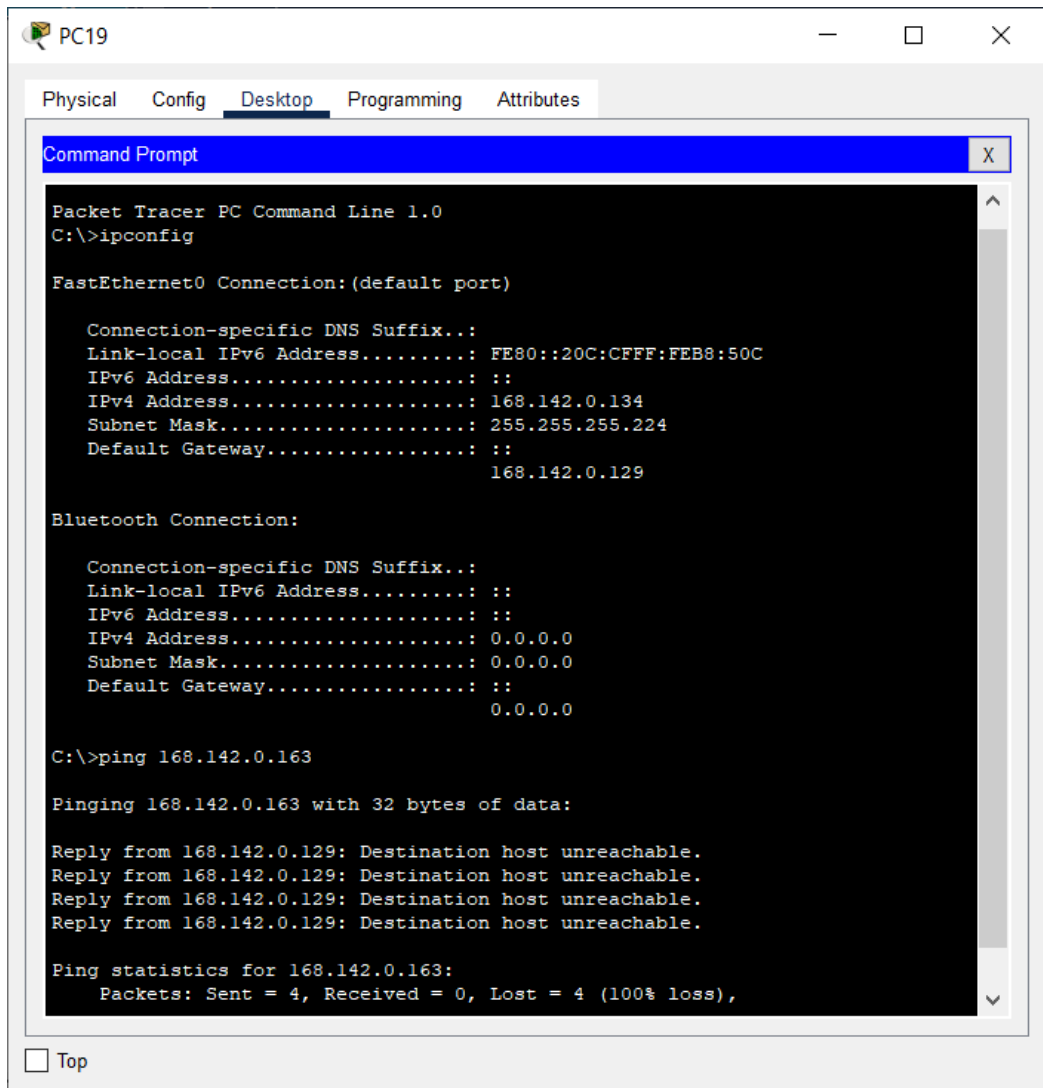 PC19
Physical Config Desktop Programming Attributes
Command Prompt X
Packet Tracer PC Command Line 1.0
C:\>ipconfig
FastEthernet0 Connection:(default port)
Connection-specific DNS Suffix..:
Link-local IPv6 Address.........: FE80::20C:CFFF:FEB8:50C
IPv6 Address....................: ::
IPv4 Address....................: 168.142.0.134
Subnet Mask.....................: 255.255.255.224
Default Gateway.................: ::
168.142.0.129
Bluetooth Connection:
Connection-specific DNS Suffix..:
Link-local IPv6 Address.........: ::
IPv6 Address....................: ::
IPv4 Address....................: 0.0.0.0
Subnet Mask.....................: 0.0.0.0
Default Gateway.................: ::
0.0.0.0
C:\>ping 168.142.0.163
Pinging 168.142.0.163 with 32 bytes of data:
Reply from 168.142.0.129: Destination host unreachable.
Reply from 168.142.0.129: Destination host unreachable.
Reply from 168.142.0.129: Destination host unreachable.
Reply from 168.142.0.129: Destination host unreachable.
Ping statistics for 168.142.0.163:
Packets: Sent = 4, Received = 0, Lost = 4 (100% loss),
Top